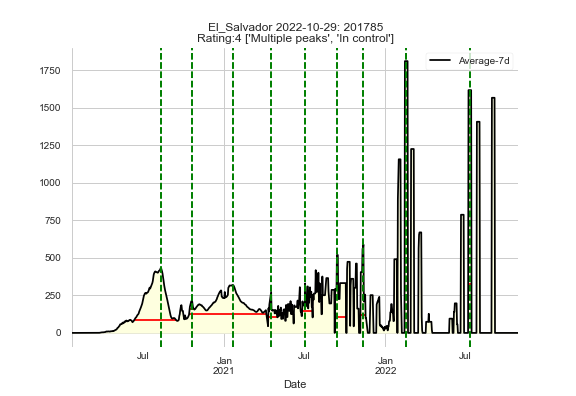 El_Salvador 2022-10-29: 201785
Rating:4 ['Multiple peaks', 'In control']
Average-7d
1750
1500
1250
1000
750
500
250
0
Jul
Jan
2021
Jul
Jan
2022
Jul
Date